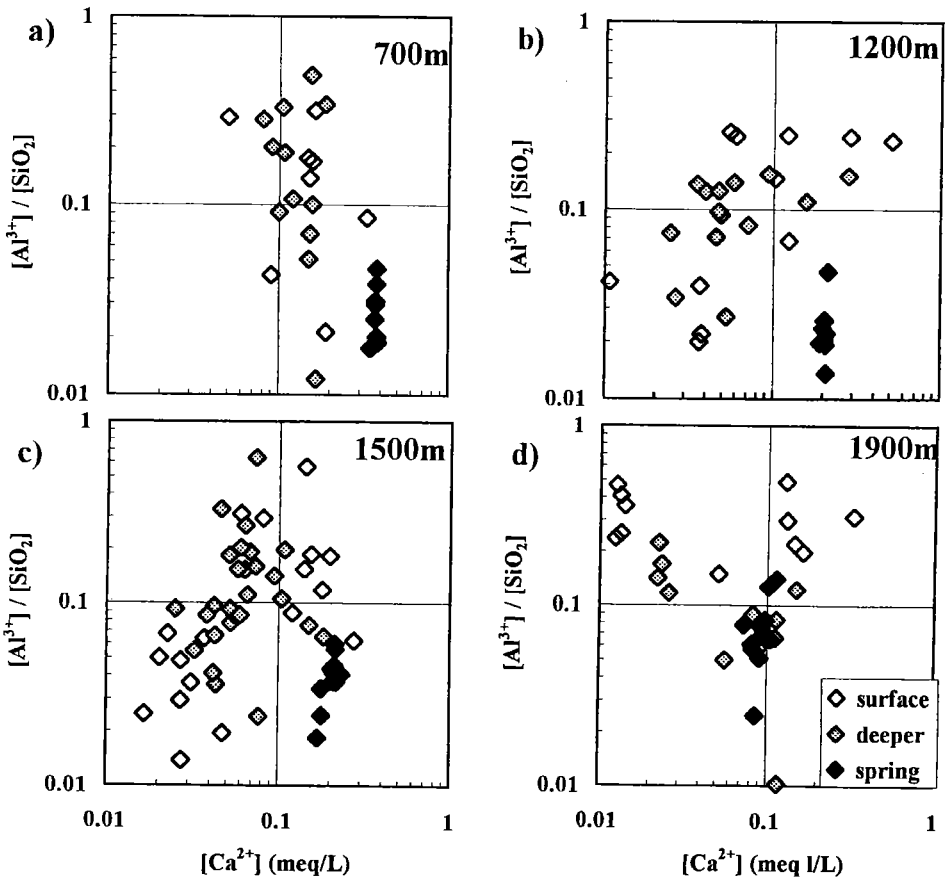 a)
700m
1
0.1
0.01
[Al³⁺] / [SiO₂]
b)
1200m
1
0.1
0.01
[Al³⁺] / [SiO₂]
c)
1500m
1
0.1
0.01
[Al³⁺] / [SiO₂]
0.01
0.1
1
[Ca²⁺] (meq/L)
d)
1900m
1
0.1
0.01
[Al³⁺] / [SiO₂]
surface
deeper
spring
0.01
0.1
1
[Ca²⁺] (meq l/L)